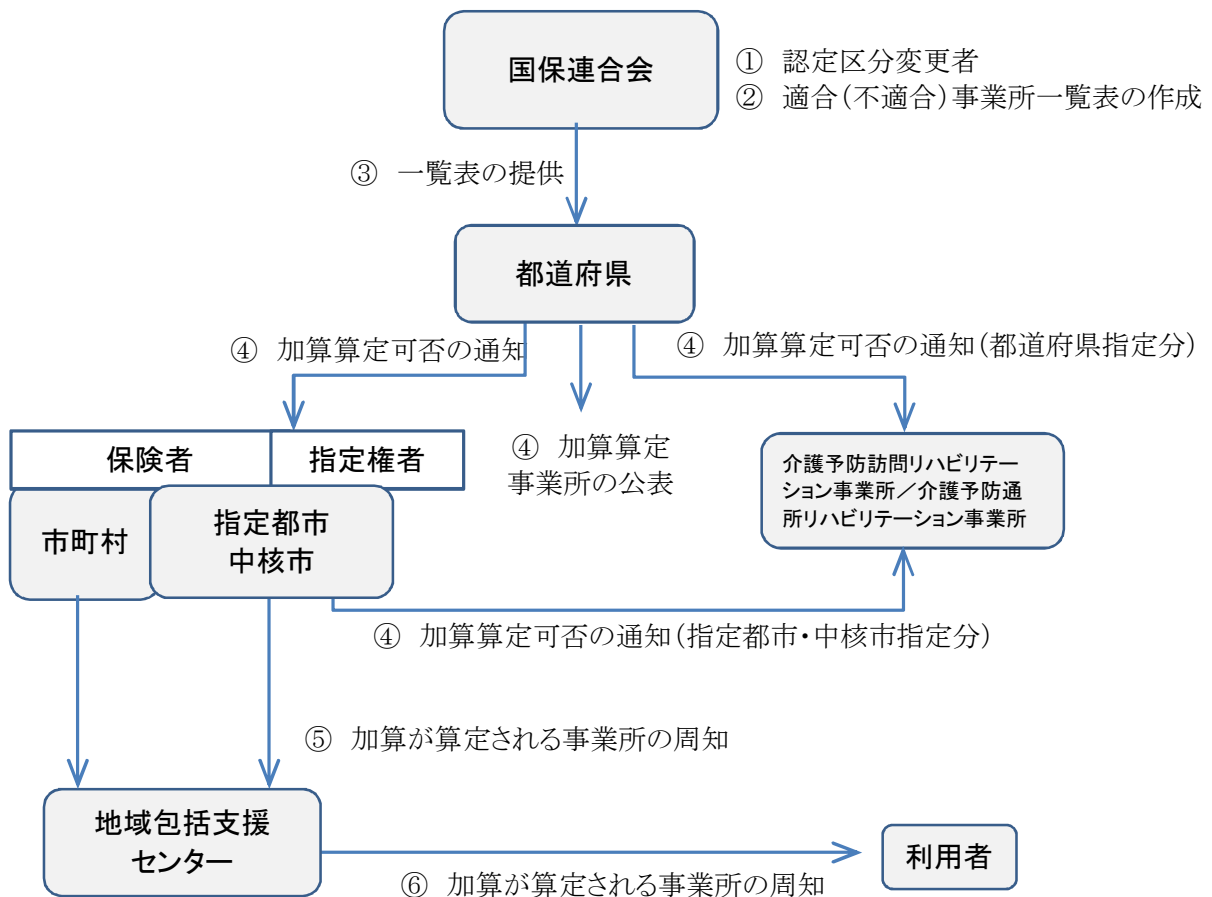 国保連合会
① 認定区分変更者
② 適合(不適合)事業所一覧表の作成
③ 一覧表の提供
都道府県
④ 加算算定可否の通知
④ 加算算定可否の通知(都道府県指定分)
保険者
指定権者
④ 加算算定
事業所の公表
介護予防訪問リハビリテー
ション事業所／介護予防通
所リハビリテーション事業所
市町村
指定都市
中核市
④ 加算算定可否の通知(指定都市・中核市指定分)
⑤ 加算が算定される事業所の周知
地域包括支援
センター
利用者
⑥ 加算が算定される事業所の周知